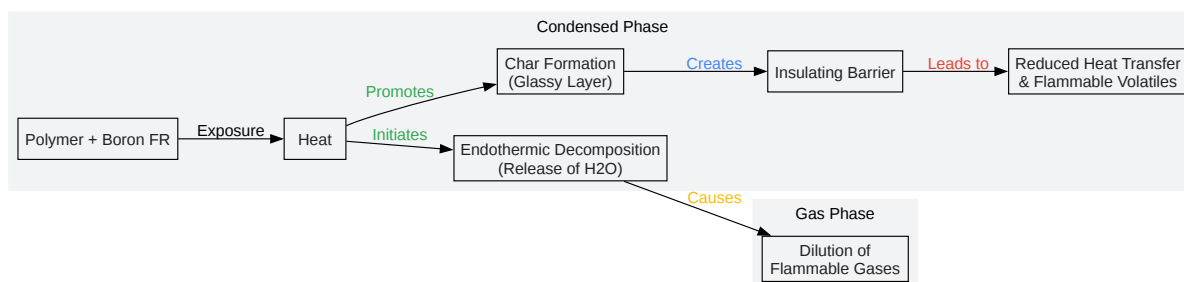 Condensed Phase
Char Formation
(Glassy Layer)
Creates
Insulating Barrier
Leads to
Reduced Heat Transfer
& Flammable Volatiles
Promotes
Polymer + Boron FR
Exposure
Heat
Initiates
Endothermic Decomposition
(Release of H2O)
Causes
Gas Phase
Dilution of
Flammable Gases